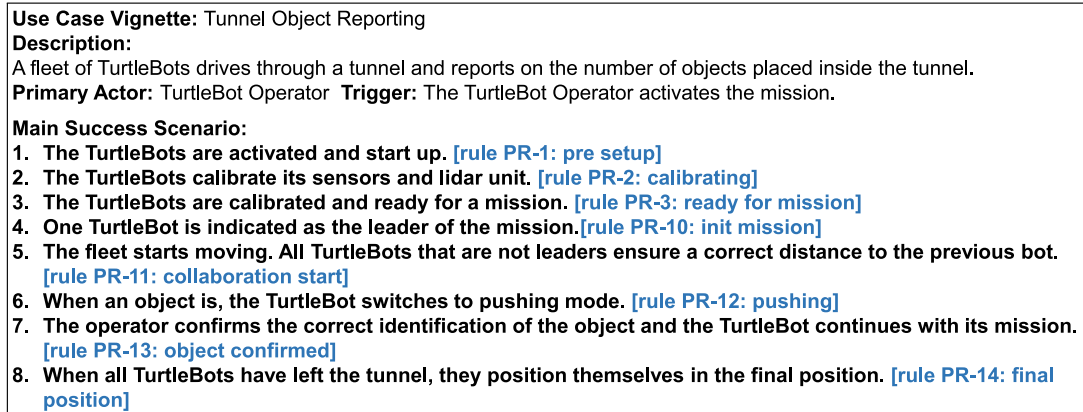 Use Case Vignette: Tunnel Object Reporting
Description:
A fleet of TurtleBots drives through a tunnel and reports on the number of objects placed inside the tunnel.
Primary Actor: TurtleBot Operator Trigger: The TurtleBot Operator activates the mission.
Main Success Scenario:
1. The TurtleBots are activated and start up. [rule PR-1: pre setup]
2. The TurtleBots calibrate its sensors and lidar unit. [rule PR-2: calibrating]
3. The TurtleBots are calibrated and ready for a mission. [rule PR-3: ready for mission]
4. One TurtleBot is indicated as the leader of the mission.[rule PR-10: init mission]
5. The fleet starts moving. All TurtleBots that are not leaders ensure a correct distance to the previous bot.
[rule PR-11: collaboration start]
6. When an object is, the TurtleBot switches to pushing mode. [rule PR-12: pushing]
7. The operator confirms the correct identification of the object and the TurtleBot continues with its mission.
[rule PR-13: object confirmed]
8. When all TurtleBots have left the tunnel, they position themselves in the final position. [rule PR-14: final
position]